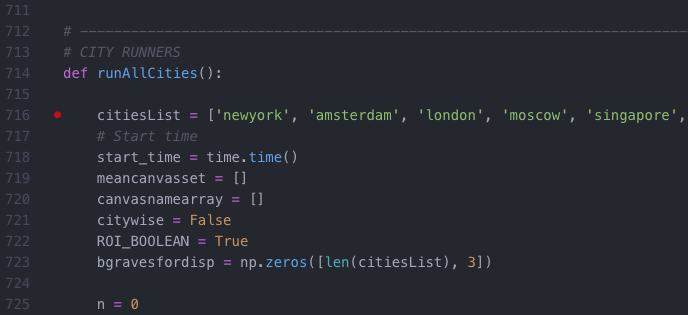 711
712 # ------------------------------------------------------------------------
713 # CITY RUNNERS
714 def runAllCities():
715
716 citiesList = ['newyork', 'amsterdam', 'london', 'moscow', 'singapore',
717 # Start time
718 start_time = time.time()
719 meancanvasset = []
720 canvasnamearray = []
721 citywise = False
722 ROI_BOOLEAN = True
723 bgravesfordisp = np.zeros([len(citiesList), 3])
724
725 n = 0